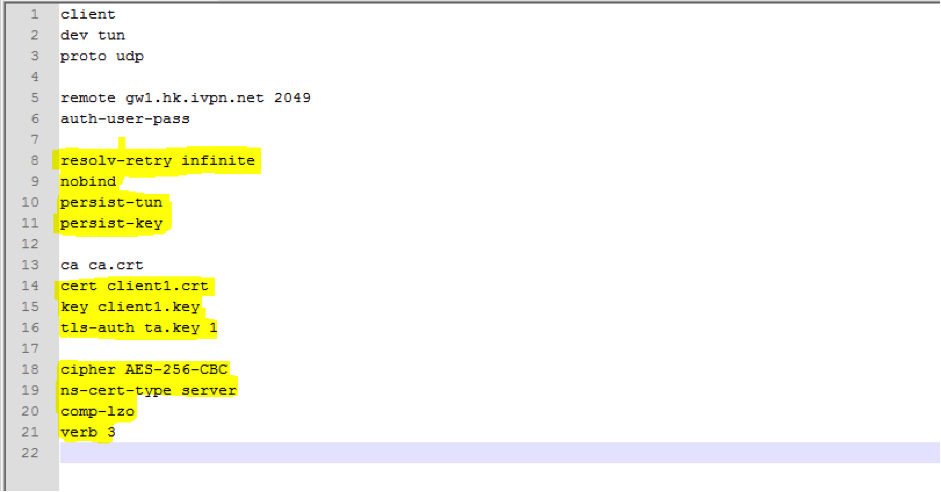 1 client
2 dev tun
3 proto udp
4
5 remote gw1.hk.ivpn.net 2049
6 auth-user-pass
7
8 resolv-retry infinite
9 nobind
10 persist-tun
11 persist-key
12
13 ca ca.crt
14 cert client1.crt
15 key client1.key
16 tls-auth ta.key 1
17
18 cipher AES-256-CBC
19 ns-cert-type server
20 comp-lzo
21 verb 3
22